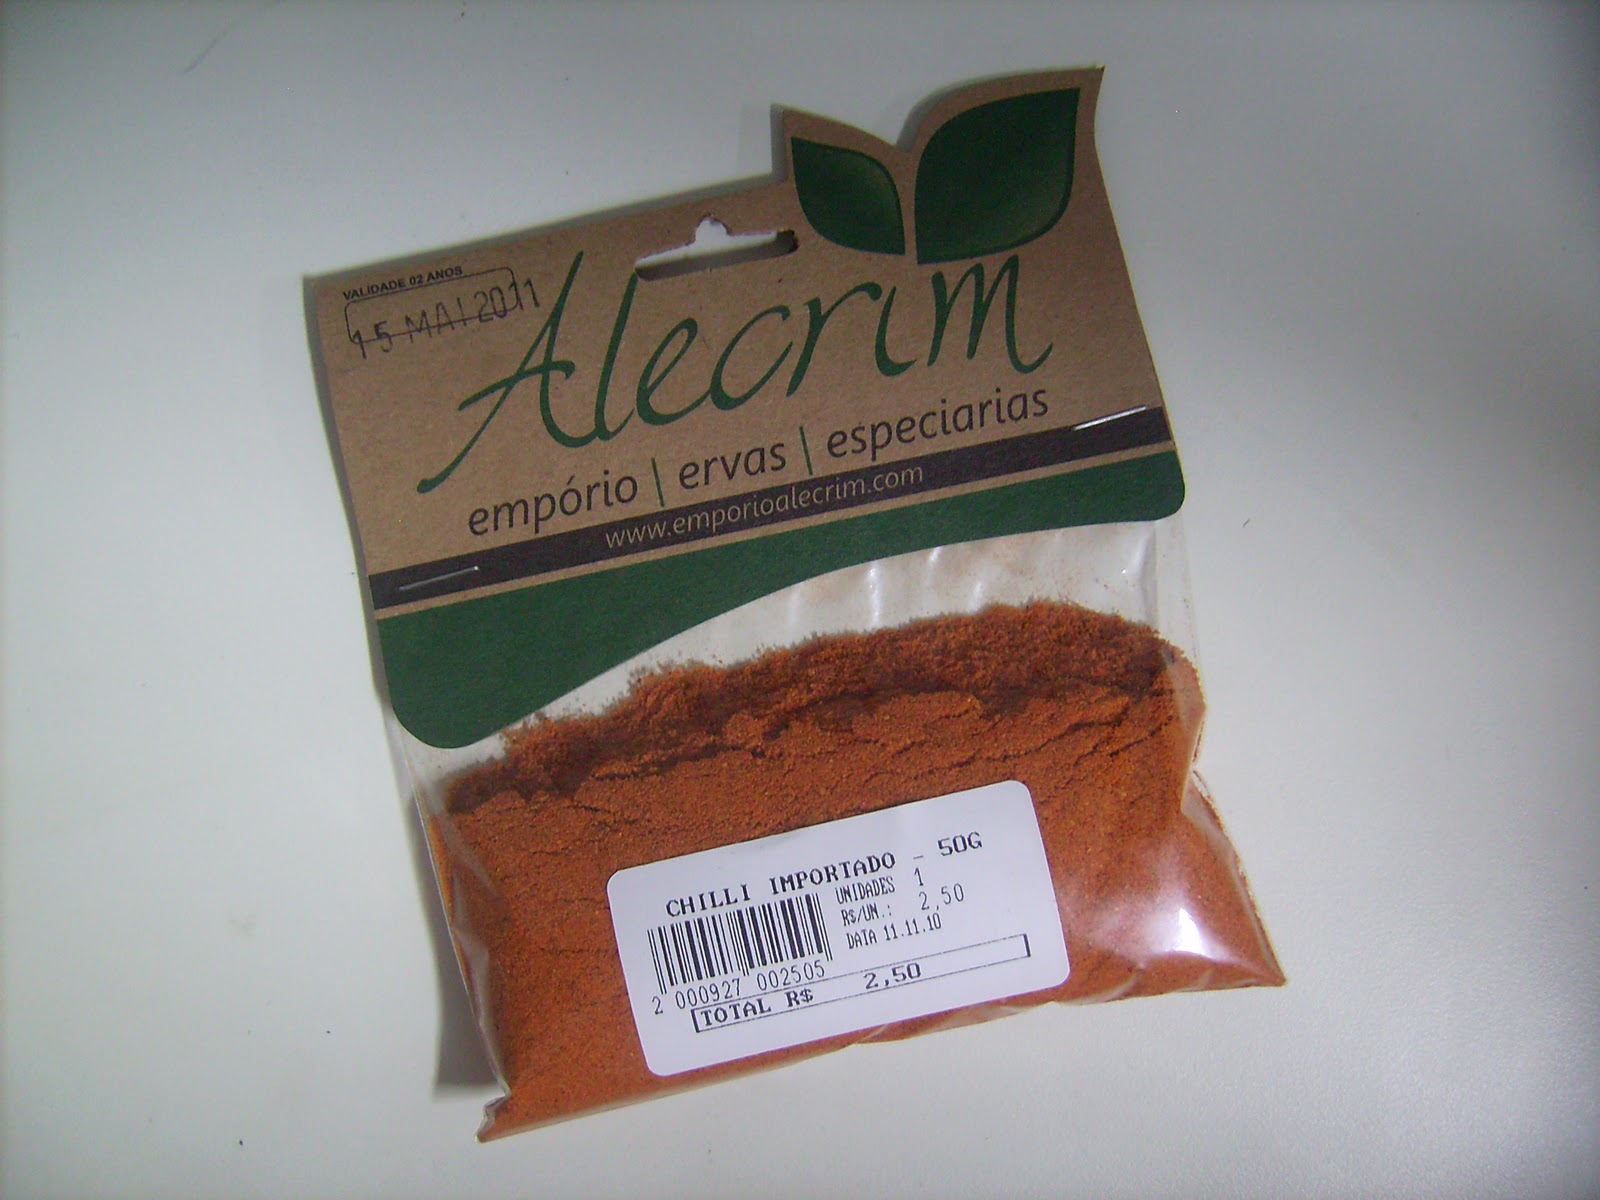 VALIDADE 02 ANOS
15 MAI 2011
Alecrim
empório | ervas | especiarias
www.emporioalecrim.com
CHILLI IMPORTADO - 50G
UNIDADES 1
R$/UN.: 2,50
DATA 11.11.10
2 000927 002505
TOTAL R$ 2,50